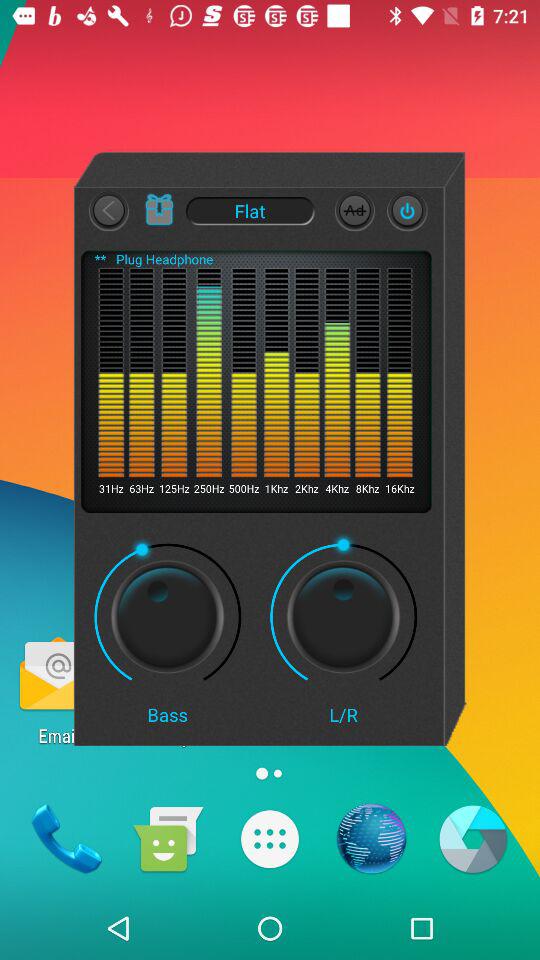 7:21
Flat
Ad
** Plug Headphone
31Hz 63Hz 125Hz 250Hz 500Hz 1Khz 2Khz 4Khz 8Khz 16Khz
Bass L/R
Emai